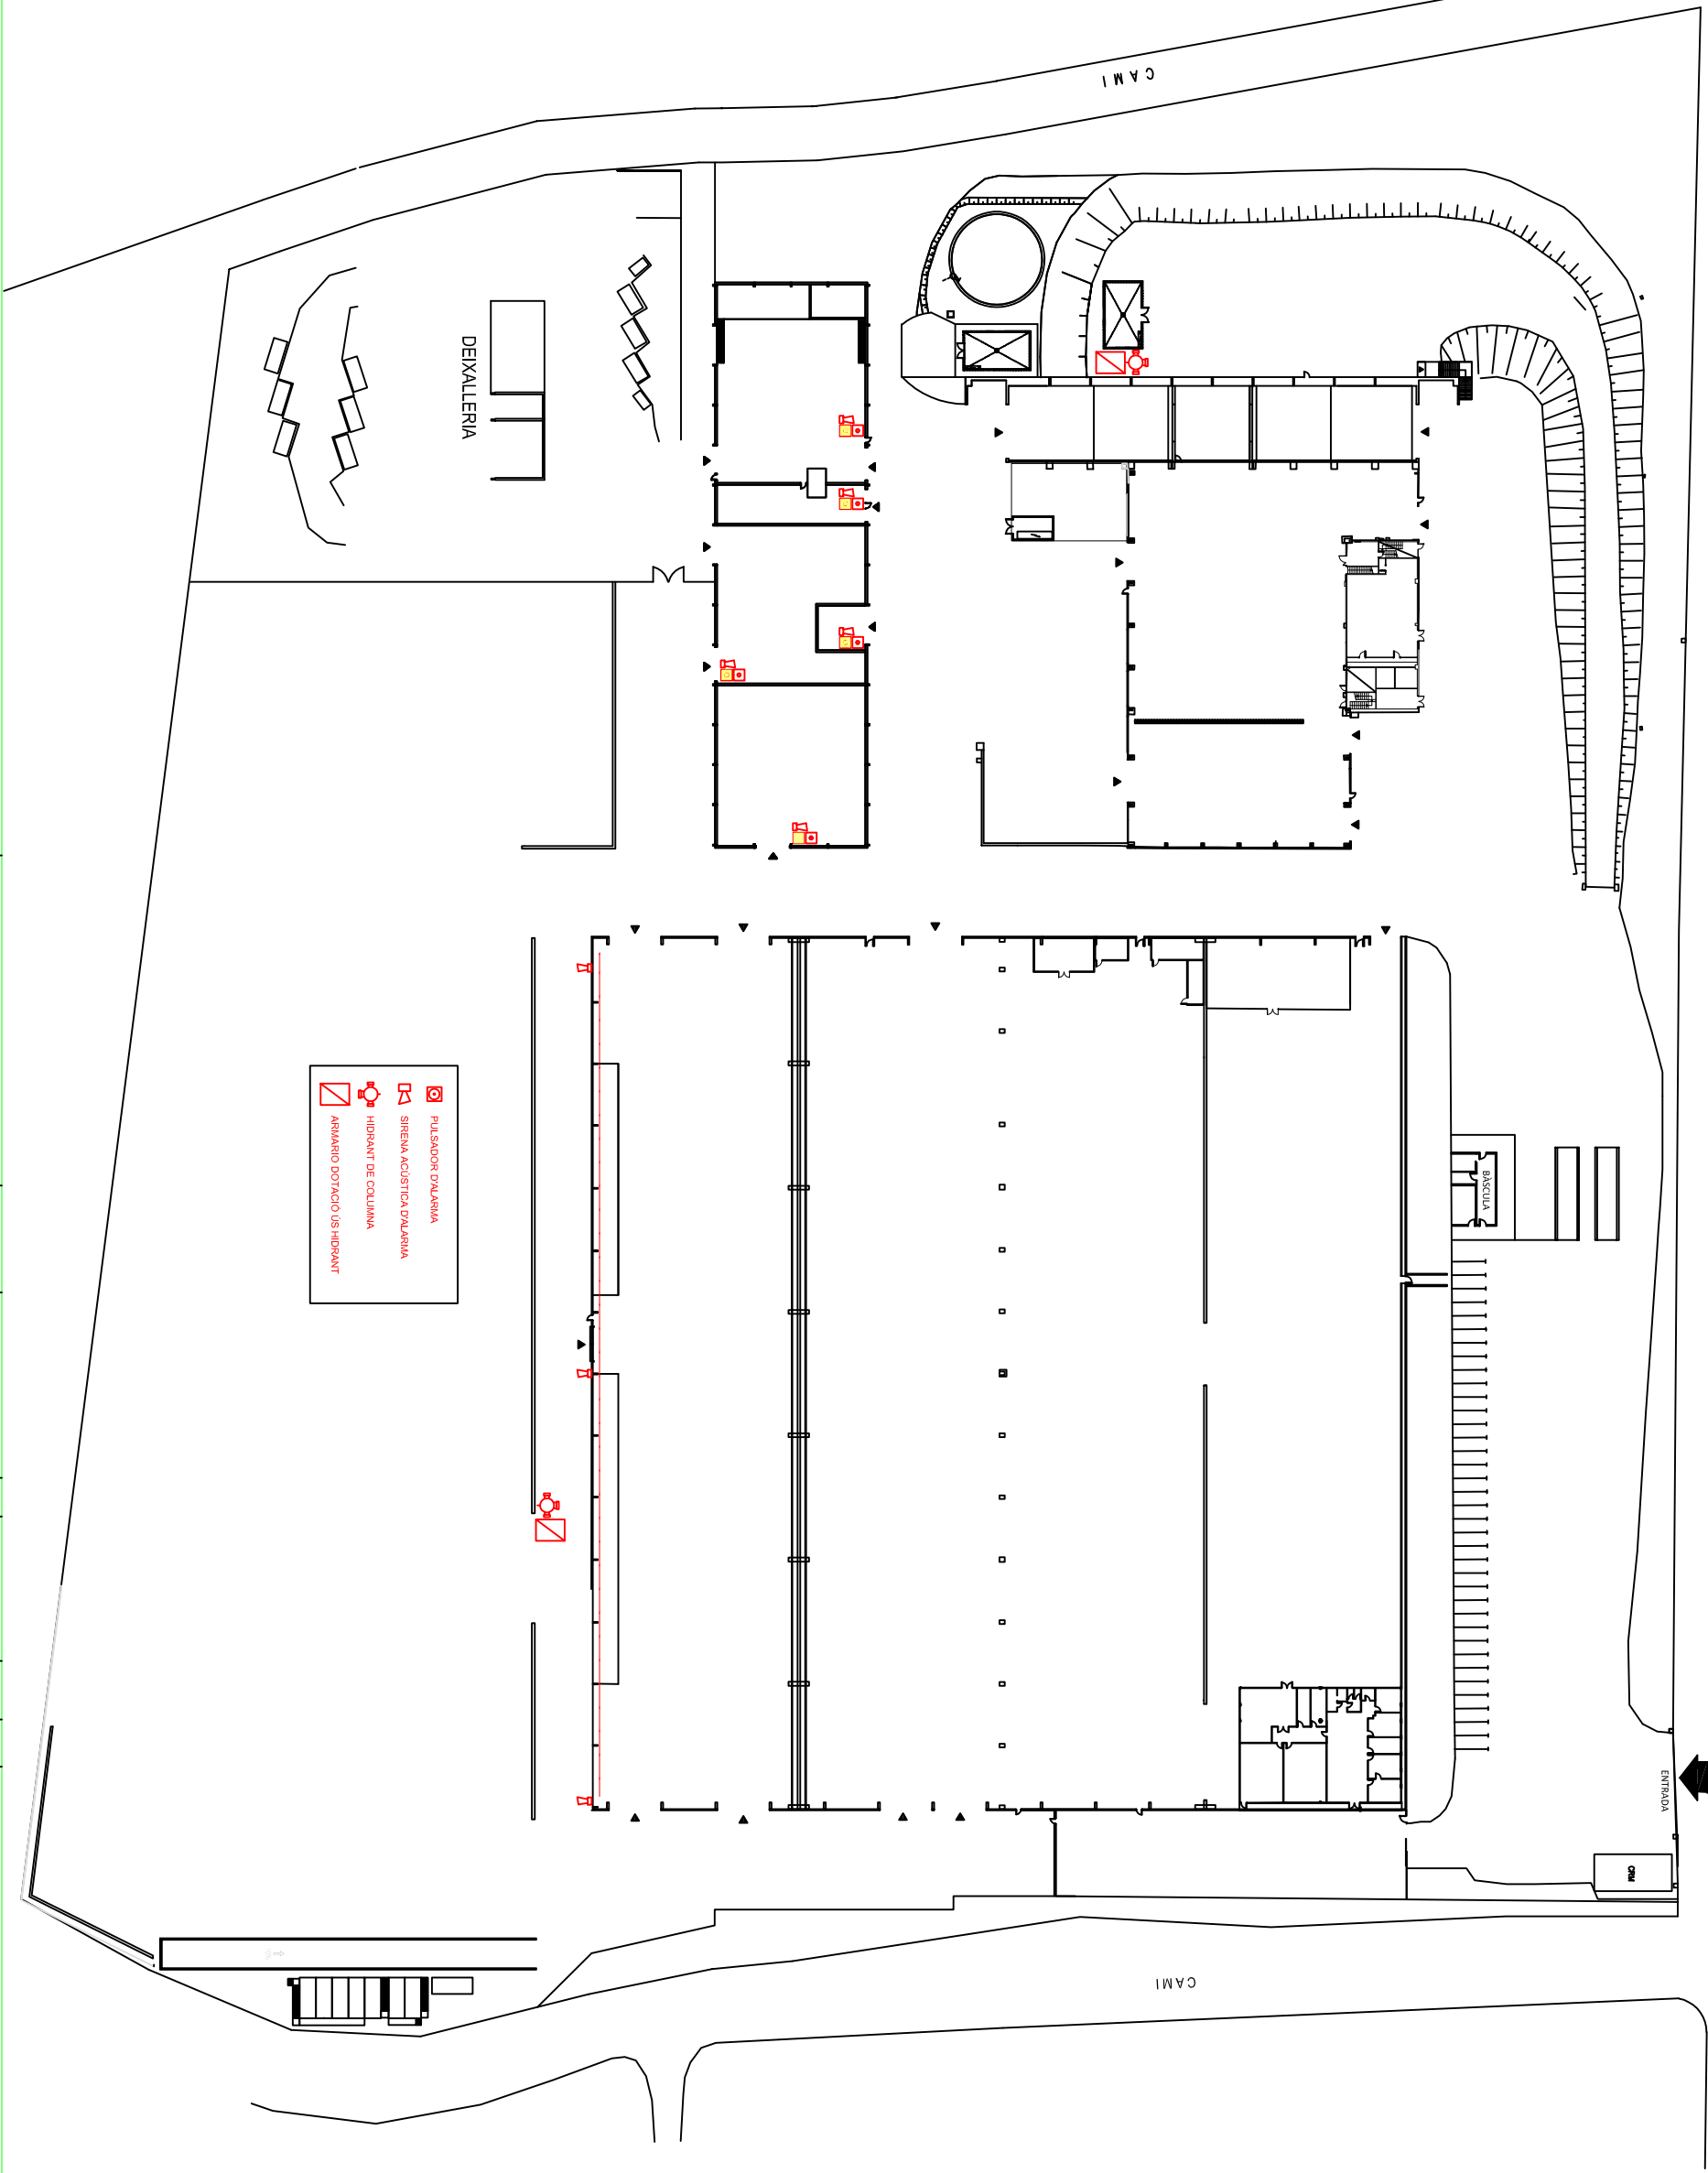 CAMI
DEIXALLERIA
PULSADOR D'ALARMA
SIRENA ACÚSTICA D'ALARMA
HIDRANT DE COLUMNA
ARMARIO DOTACIÓ ÚS HIDRANT
BÀSCULA
ENTRADA
CRM
CAMI